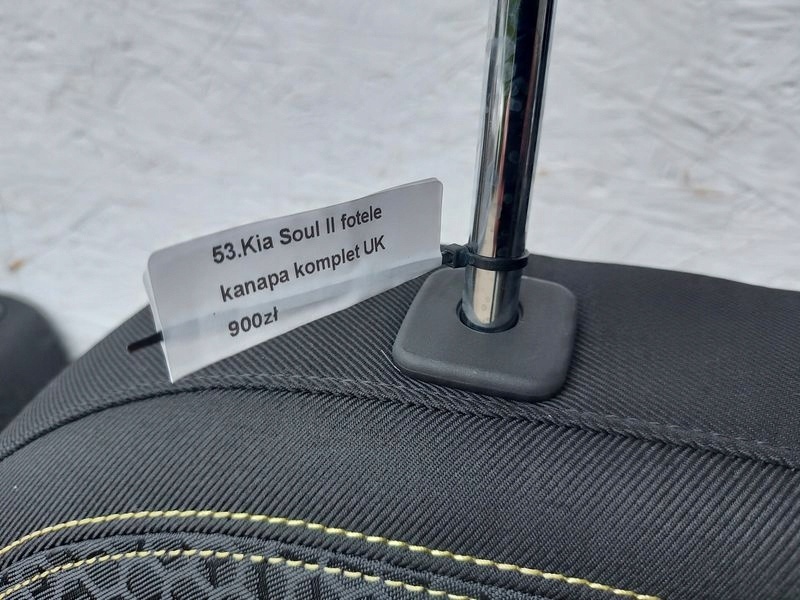 53.Kia Soul II fotele
kanapa komplet UK
900zł